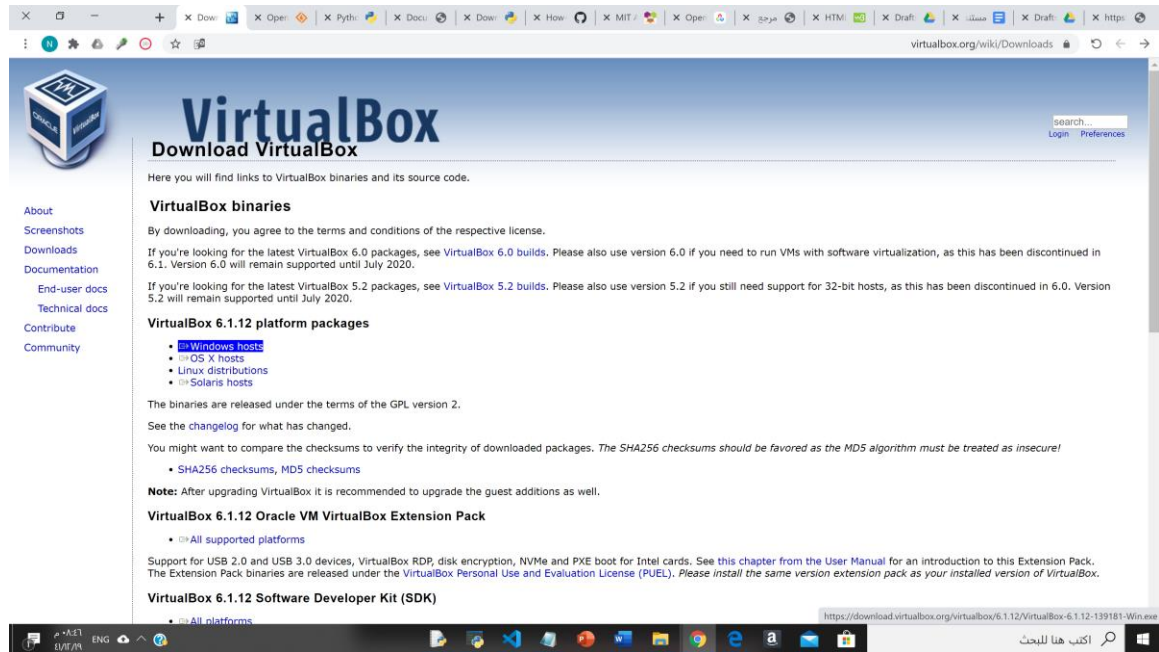 Dow
Open
Pytho
Docu
Dow
How
MIT
Open
مرجع
HTM
Draft
مستند
Draft
https:
N
virtualbox.org/wiki/Downloads
ORACLE
VM
VirtualBox
VirtualBox
search...
Login Preferences
Download VirtualBox
Here you will find links to VirtualBox binaries and its source code.
About
Screenshots
Downloads
Documentation
End-user docs
Technical docs
Contribute
Community
VirtualBox binaries
By downloading, you agree to the terms and conditions of the respective license.
If you're looking for the latest VirtualBox 6.0 packages, see VirtualBox 6.0 builds. Please also use version 6.0 if you need to run VMs with software virtualization, as this has been discontinued in
6.1. Version 6.0 will remain supported until July 2020.
If you're looking for the latest VirtualBox 5.2 packages, see VirtualBox 5.2 builds. Please also use version 5.2 if you still need support for 32-bit hosts, as this has been discontinued in 6.0. Version
5.2 will remain supported until July 2020.
VirtualBox 6.1.12 platform packages
• Windows hosts
• OS X hosts
• Linux distributions
• Solaris hosts
The binaries are released under the terms of the GPL version 2.
See the changelog for what has changed.
You might want to compare the checksums to verify the integrity of downloaded packages. The SHA256 checksums should be favored as the MD5 algorithm must be treated as insecure!
• SHA256 checksums, MD5 checksums
Note: After upgrading VirtualBox it is recommended to upgrade the guest additions as well.
VirtualBox 6.1.12 Oracle VM VirtualBox Extension Pack
• All supported platforms
Support for USB 2.0 and USB 3.0 devices, VirtualBox RDP, disk encryption, NVMe and PXE boot for Intel cards. See this chapter from the User Manual for an introduction to this Extension Pack.
The Extension Pack binaries are released under the VirtualBox Personal Use and Evaluation License (PUEL). Please install the same version extension pack as your installed version of VirtualBox.
VirtualBox 6.1.12 Software Developer Kit (SDK)
• All platforms
https://download.virtualbox.org/virtualbox/6.1.12/VirtualBox-6.1.12-139181-Win.exe
ENG
اكتب هنا للبحث